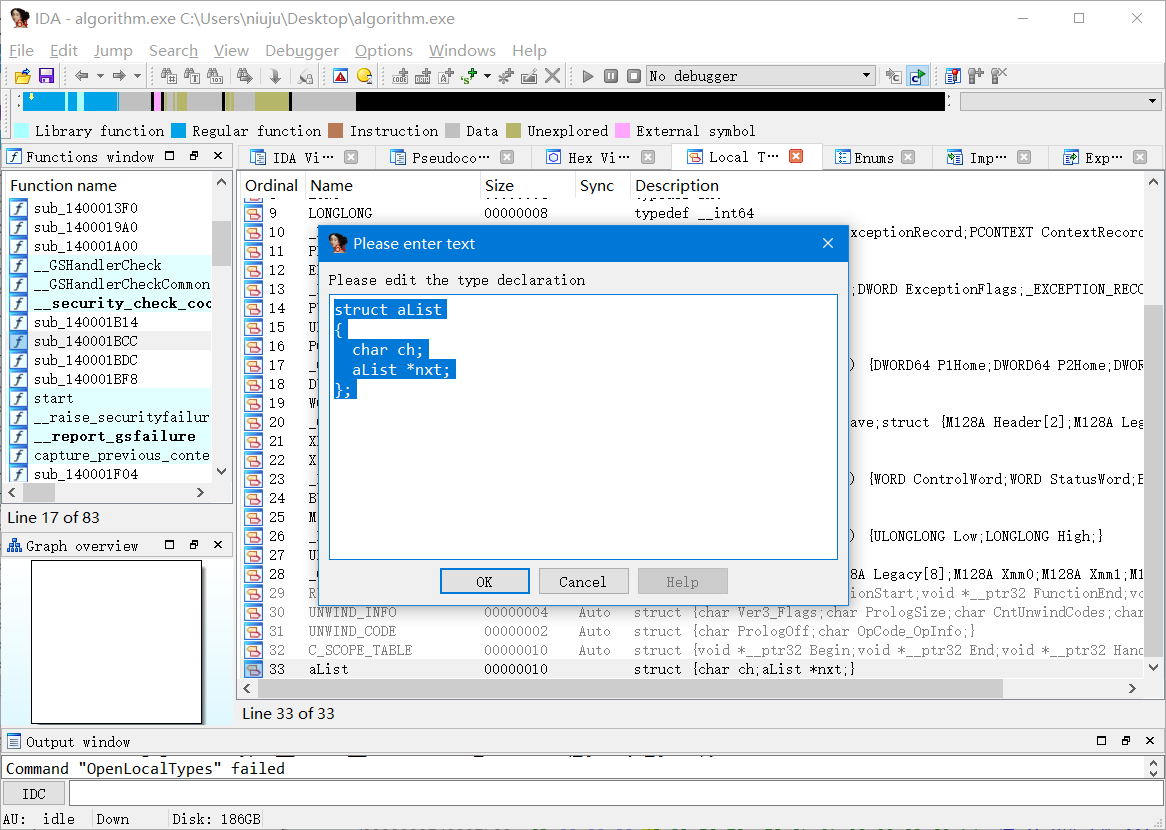 IDA - algorithm.exe C:\Users\niuju\Desktop\algorithm.exe
File Edit Jump Search View Debugger Options Windows Help
No debugger
Library function Regular function Instruction Data Unexplored External symbol
Functions window
IDA Vi··· Pseudoco··· Hex Vi··· Local T··· Enums Imp··· Exp···
Function name
sub_1400013F0
sub_1400019A0
sub_140001A00
__GSHandlerCheck
__GSHandlerCheckCommon
__security_check_coo
sub_140001B14
sub_140001BCC
sub_140001BDC
sub_140001BF8
start
__raise_securityfailur
__report_gsfailure
capture_previous_conte
sub_140001F04
Line 17 of 83
Graph overview
Ordinal Name Size Sync Description
9 LONGLONG 00000008 typedef __int64
10 xceptionRecord;PCONTEXT ContextRecord
11
12
13 ;DWORD ExceptionFlags;_EXCEPTION_RECO
14
15
16
17 ) {DWORD64 P1Home;DWORD64 P2Home;DWOR
18
19
20 ave;struct {M128A Header[2];M128A Leg
21
22
23 ) {WORD ControlWord;WORD StatusWord;B
24
25
26 ) {ULONGLONG Low;LONGLONG High;}
27
28 8A Legacy[8];M128A Xmm0;M128A Xmm1;M1
29 ionStart;void *__ptr32 FunctionEnd;vo
30 UNWIND_INFO 00000004 Auto struct {char Ver3_Flags;char PrologSize;char CntUnwindCodes;char
31 UNWIND_CODE 00000002 Auto struct {char PrologOff;char OpCode_OpInfo;}
32 C_SCOPE_TABLE 00000010 Auto struct {void *__ptr32 Begin;void *__ptr32 End;void *__ptr32 Hand
33 aList 00000010 struct {char ch;aList *nxt;}
Line 33 of 33
Please enter text
Please edit the type declaration
struct aList
{
char ch;
aList *nxt;
};
OK Cancel Help
Output window
Command "OpenLocalTypes" failed
IDC
AU: idle Down Disk: 186GB